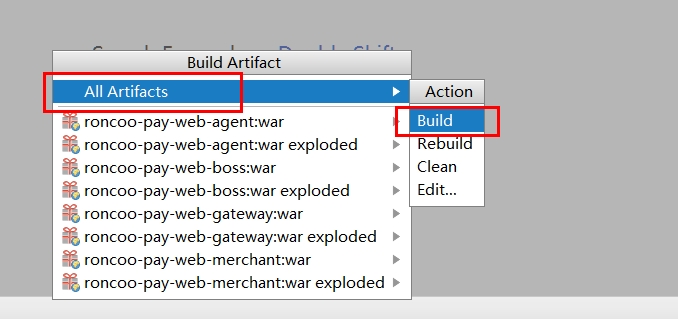 Build Artifact
All Artifacts
roncoo-pay-web-agent:war
roncoo-pay-web-agent:war exploded
roncoo-pay-web-boss:war
roncoo-pay-web-boss:war exploded
roncoo-pay-web-gateway:war
roncoo-pay-web-gateway:war exploded
roncoo-pay-web-merchant:war
roncoo-pay-web-merchant:war exploded
Action
Build
Rebuild
Clean
Edit...